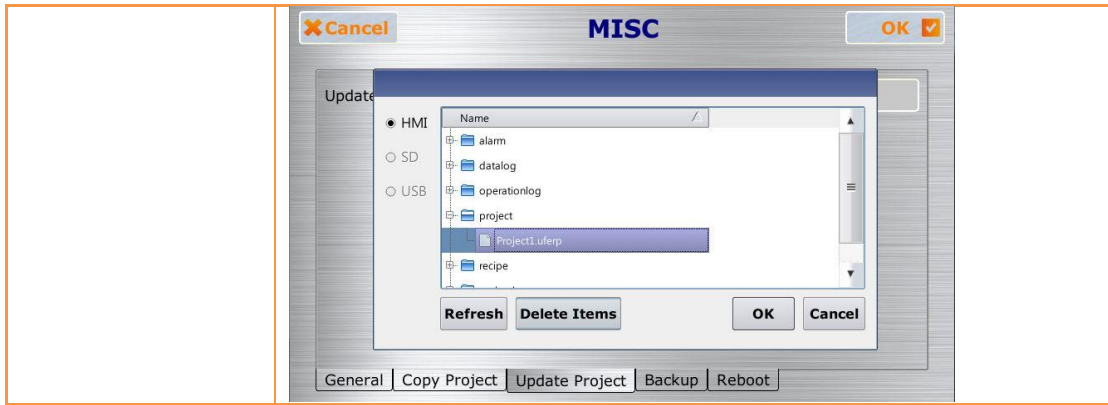 Cancel MISC OK
Update
HMI
SD
USB
Name
alarm
datalog
operationlog
project
Project1.uferp
recipe
Refresh Delete Items OK Cancel
General Copy Project Update Project Backup Reboot